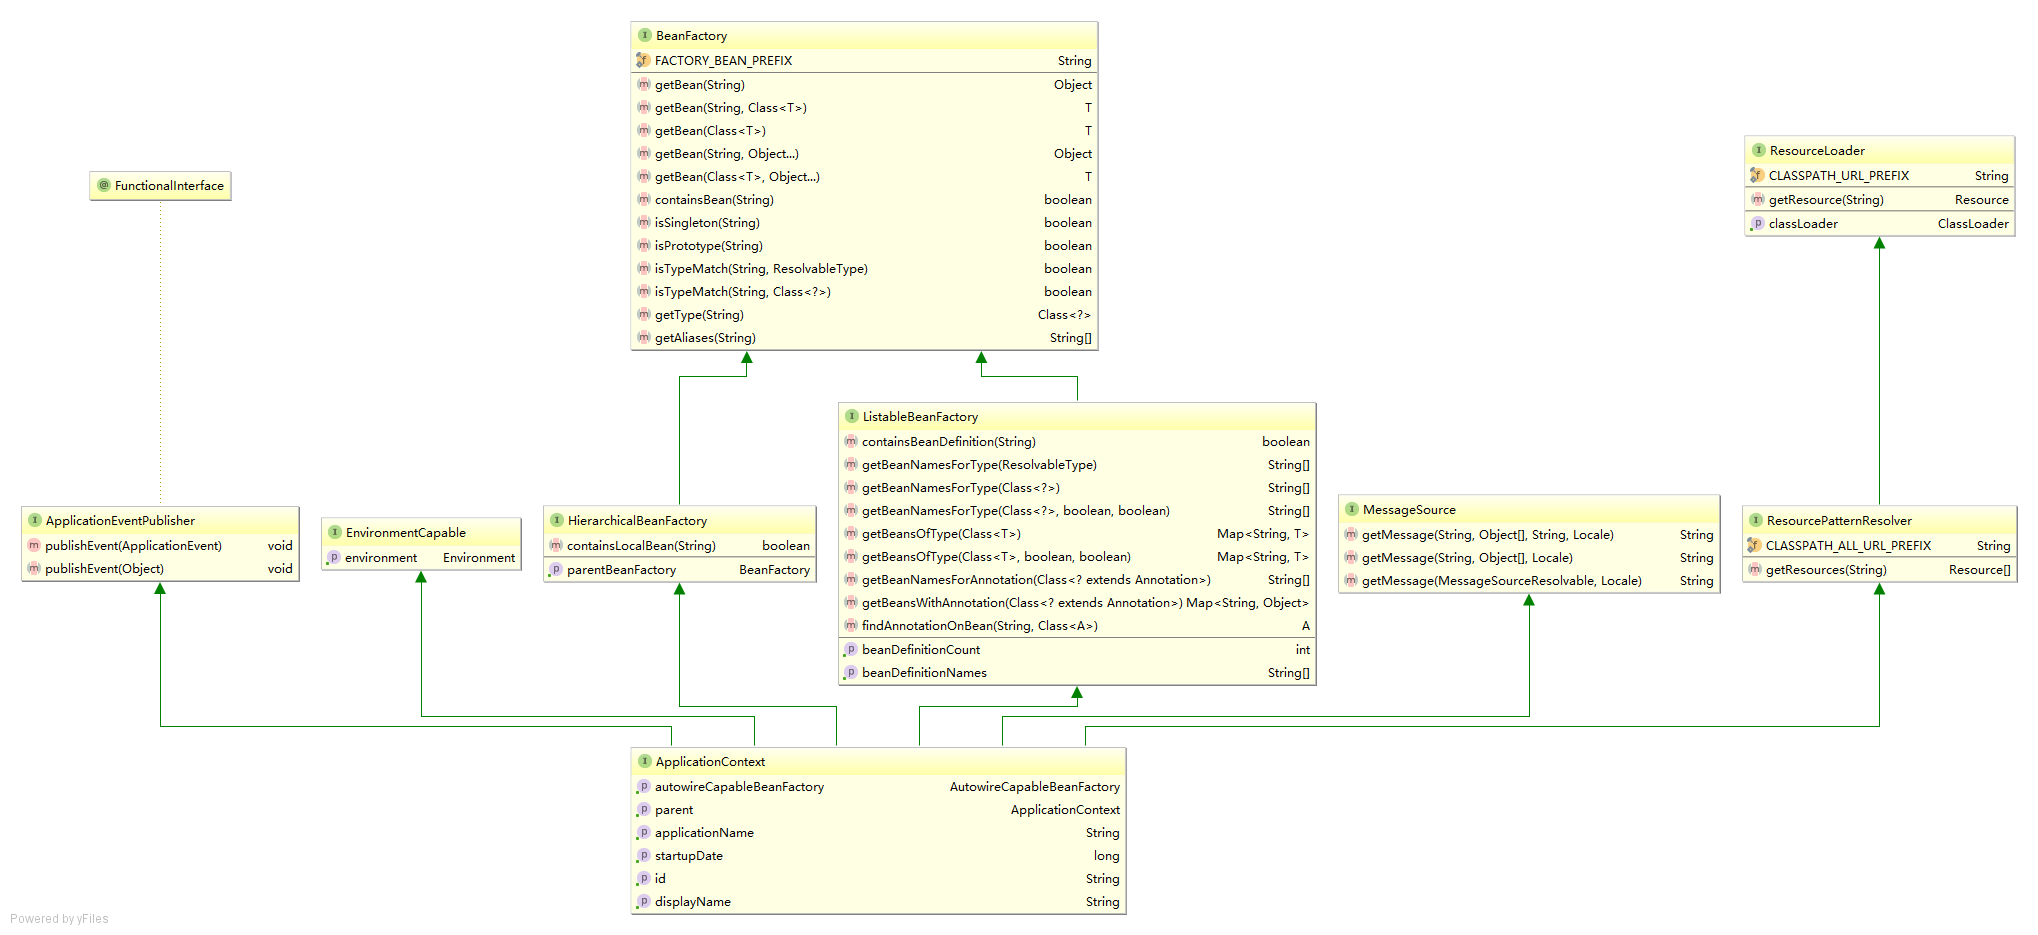 BeanFactory
FACTORY_BEAN_PREFIX String
getBean(String) Object
getBean(String, Class<T>) T
getBean(Class<T>) T
getBean(String, Object...) Object
getBean(Class<T>, Object...) T
containsBean(String) boolean
isSingleton(String) boolean
isPrototype(String) boolean
isTypeMatch(String, ResolvableType) boolean
isTypeMatch(String, Class<?>) boolean
getType(String) Class<?>
getAliases(String) String[]
ResourceLoader
CLASSPATH_URL_PREFIX String
getResource(String) Resource
classLoader ClassLoader
@ FunctionalInterface
ListableBeanFactory
containsBeanDefinition(String) boolean
getBeanNamesForType(ResolvableType) String[]
getBeanNamesForType(Class<?>) String[]
getBeanNamesForType(Class<?>, boolean, boolean) String[]
getBeansOfType(Class<T>) Map<String, T>
getBeansOfType(Class<T>, boolean, boolean) Map<String, T>
getBeanNamesForAnnotation(Class<? extends Annotation>) String[]
getBeansWithAnnotation(Class<? extends Annotation>) Map<String, Object>
findAnnotationOnBean(String, Class<A>) A
beanDefinitionCount int
beanDefinitionNames String[]
ApplicationEventPublisher
publishEvent(ApplicationEvent) void
publishEvent(Object) void
EnvironmentCapable
environment Environment
HierarchicalBeanFactory
containsLocalBean(String) boolean
parentBeanFactory BeanFactory
MessageSource
getMessage(String, Object[], String, Locale) String
getMessage(String, Object[], Locale) String
getMessage(MessageSourceResolvable, Locale) String
ResourcePatternResolver
CLASSPATH_ALL_URL_PREFIX String
getResources(String) Resource[]
ApplicationContext
autowireCapableBeanFactory AutowireCapableBeanFactory
parent ApplicationContext
applicationName String
startupDate long
id String
displayName String
Powered by yFiles